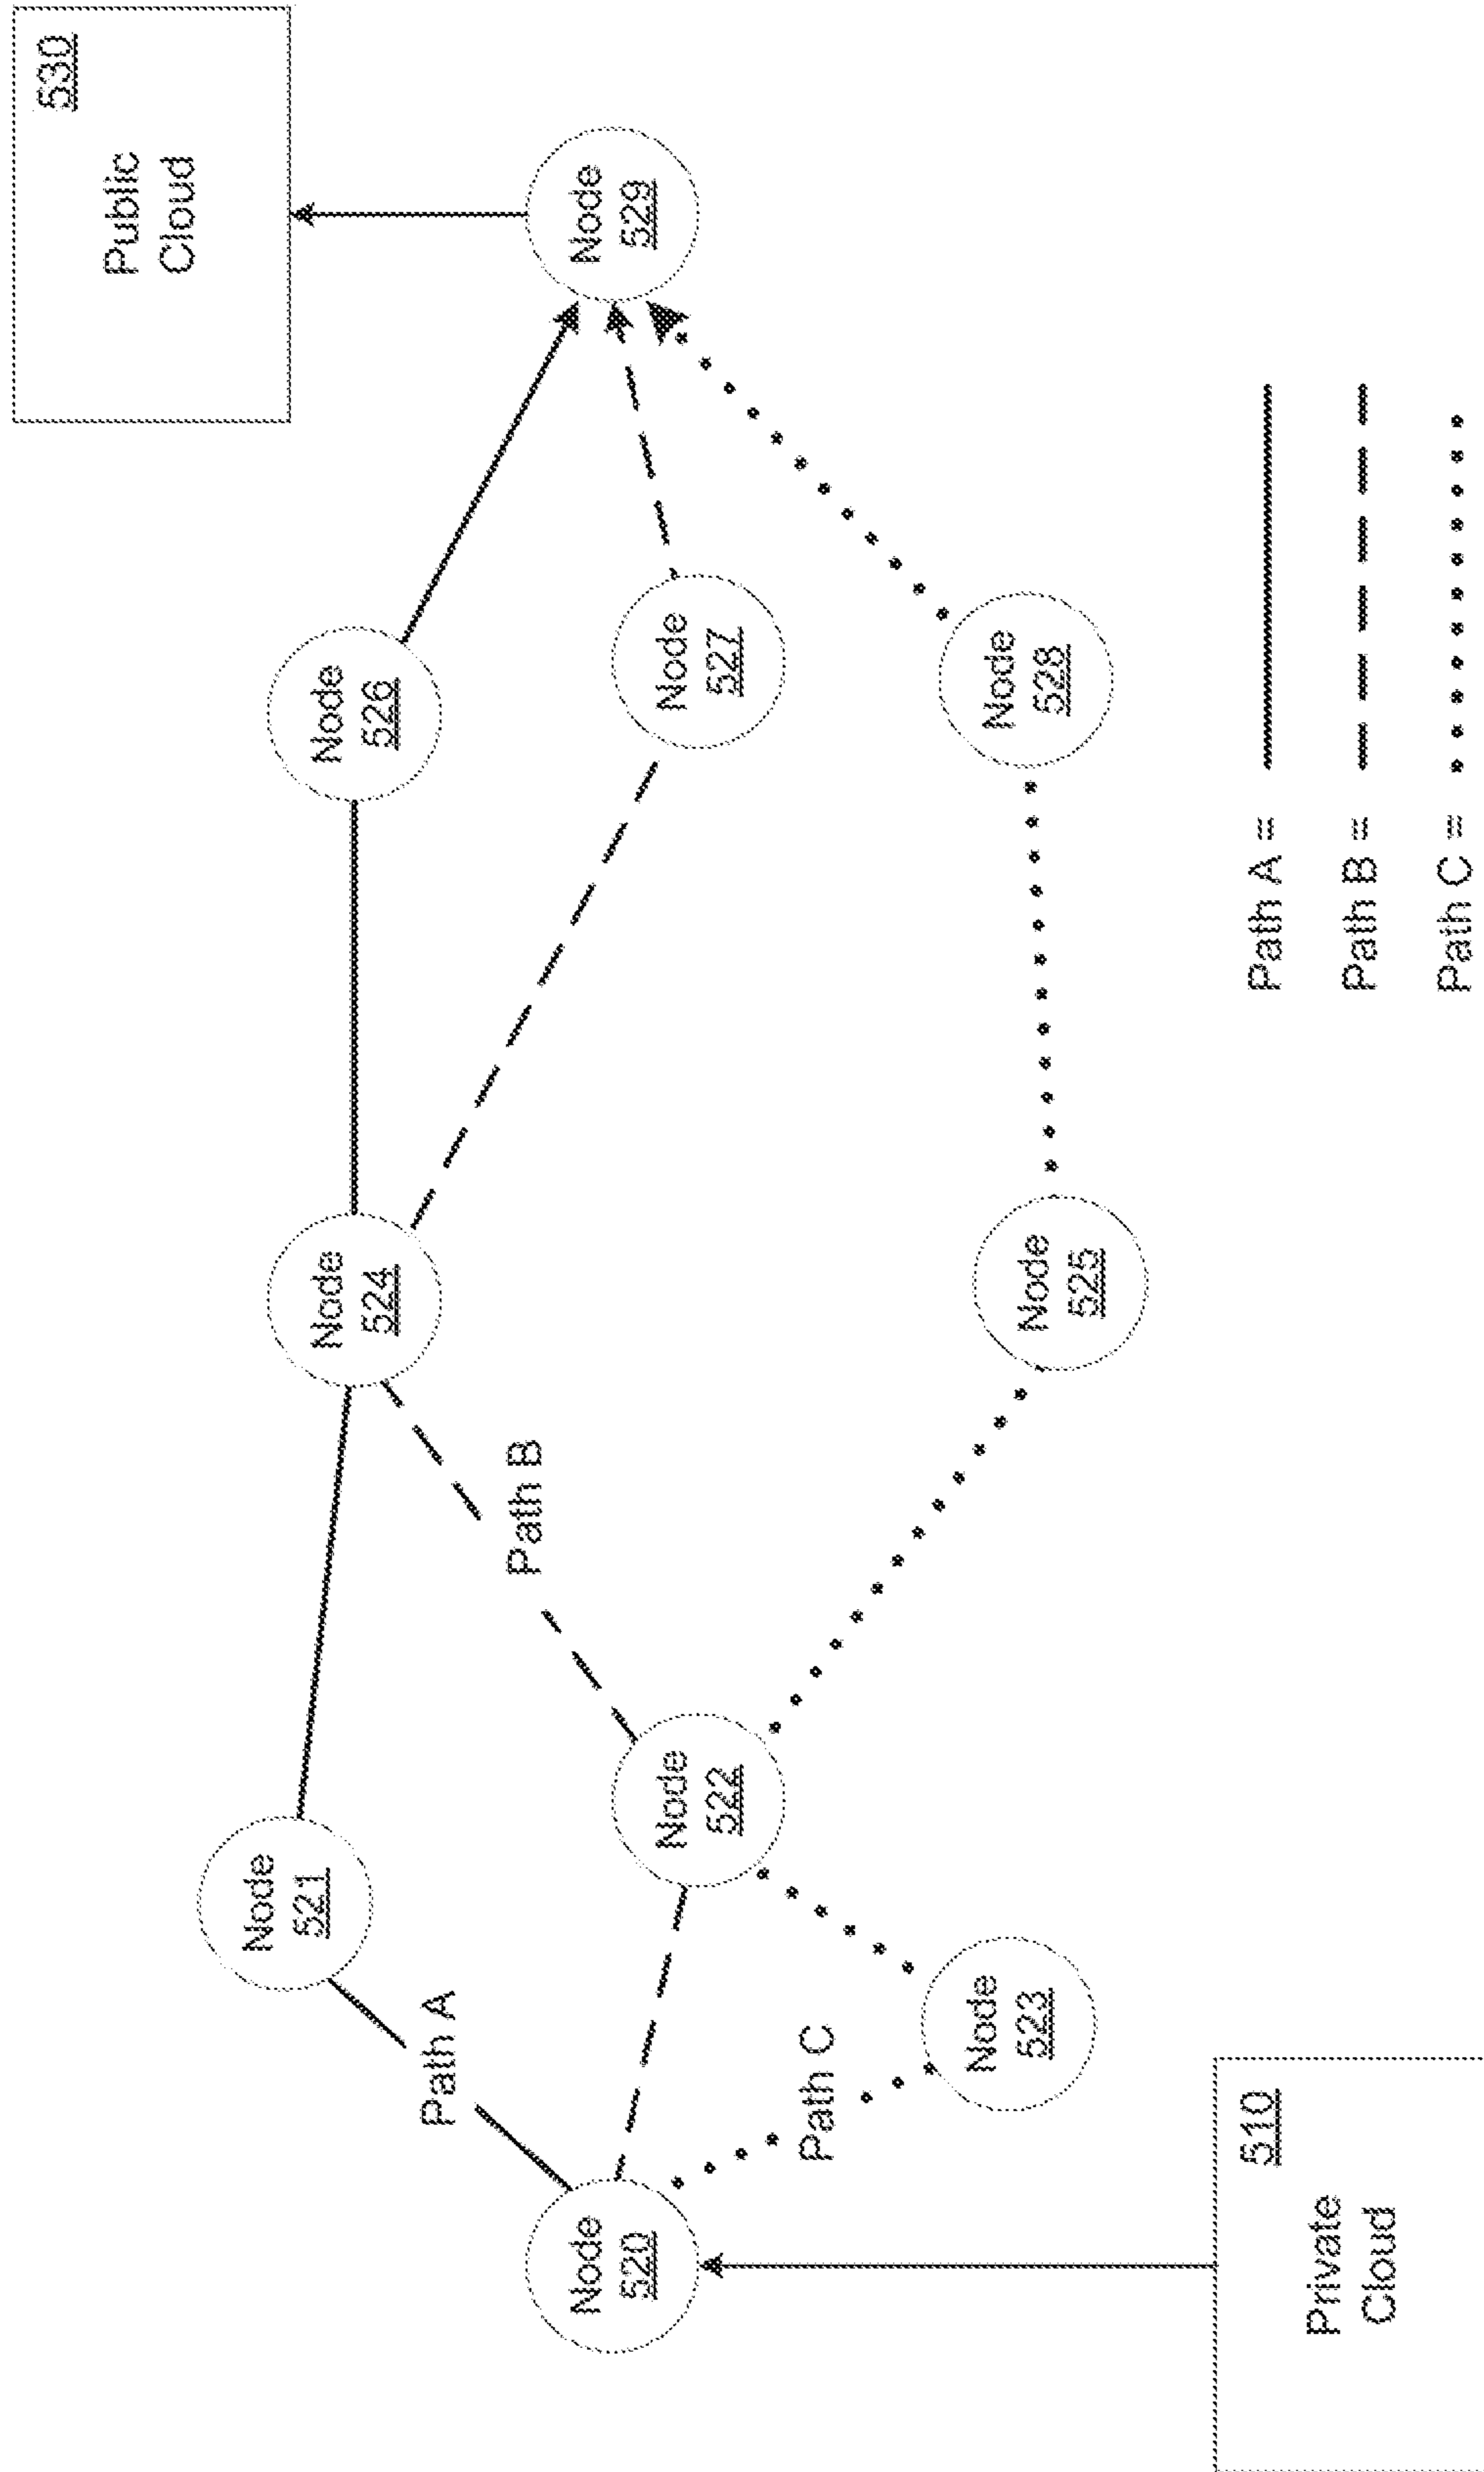 530
Public
Cloud
Node
529
Node
526
Node
527
Node
528
Node
524
Node
525
Path B
Node
521
Node
522
Path A
Path C
Node
523
Node
520
510
Private
Cloud
Path A =
Path B =
Path C =